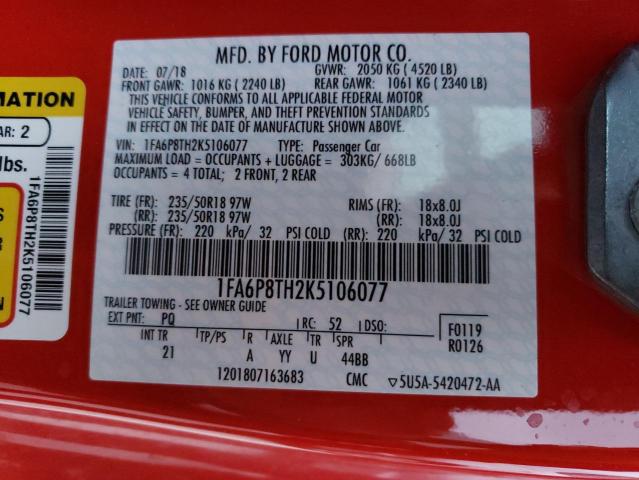 MFD. BY FORD MOTOR CO.
DATE: 07/18 GVWR: 2050 KG ( 4520 LB)
FRONT GAWR: 1016 KG ( 2240 LB) REAR GAWR: 1061 KG ( 2340 LB)
THIS VEHICLE CONFORMS TO ALL APPLICABLE FEDERAL MOTOR
VEHICLE SAFETY, BUMPER, AND THEFT PREVENTION STANDARDS
IN EFFECT ON THE DATE OF MANUFACTURE SHOWN ABOVE.
VIN: 1FA6P8TH2K5106077 TYPE: Passenger Car
MAXIMUM LOAD = OCCUPANTS + LUGGAGE = 303KG/ 668LB
OCCUPANTS = 4 TOTAL; 2 FRONT, 2 REAR
TIRE (FR): 235/50R18 97W RIMS (FR): 18x8.0J
(RR): 235/50R18 97W (RR): 18x8.0J
PRESSURE (FR): 220 kPa/ 32 PSI COLD (RR): 220 kPa/ 32 PSI COLD
1FA6P8TH2K5106077
TRAILER TOWING - SEE OWNER GUIDE
EXT PNT: PQ RC: 52 DSO:
F0119
R0126
INT TR TP/PS R AXLE TR SPR
21 A YY U 44BB
1201807163683 CMC ▽5U5A-5420472-AA
MATION
AR: 2
lbs.
1FA6P8TH2K5106077